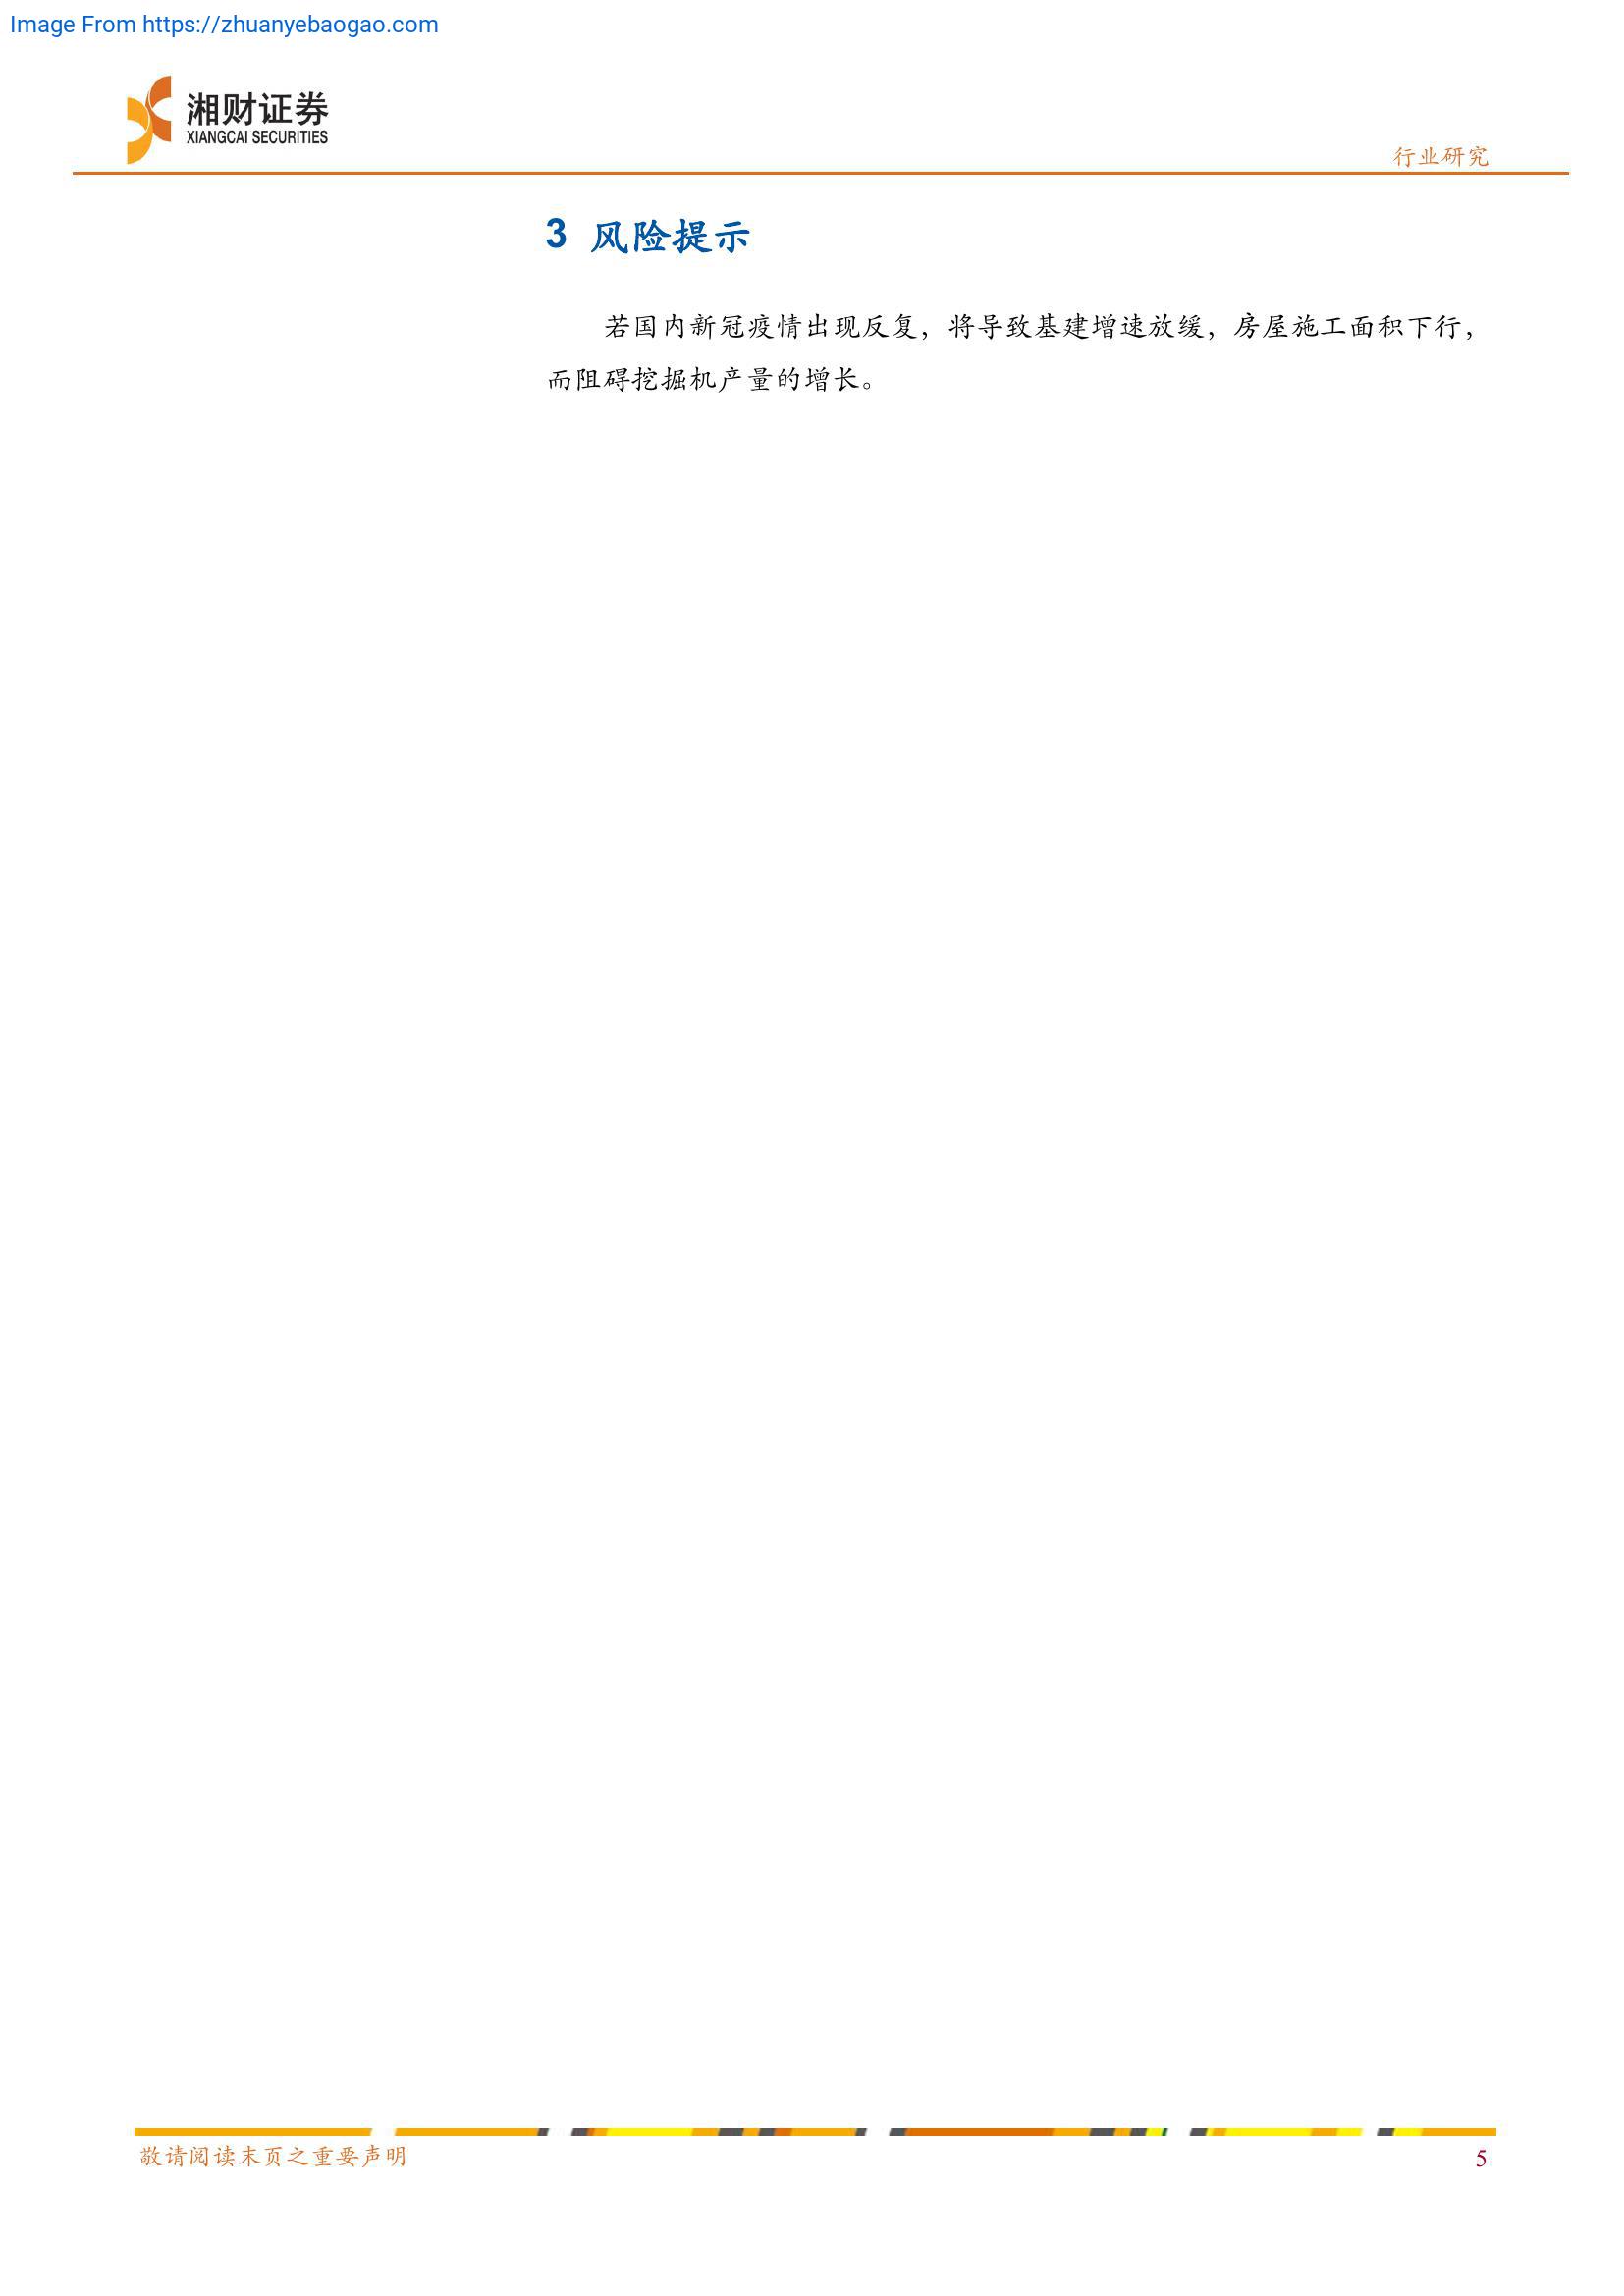 Image From https://zhuanyebaogao.com
湘财证券
XIANGCAI SECURITIES
行业研究
3 风险提示
若国内新冠疫情出现反复，将导致基建增速放缓，房屋施工面积下行，
而阻碍挖掘机产量的增长。
敬请阅读末页之重要声明
5